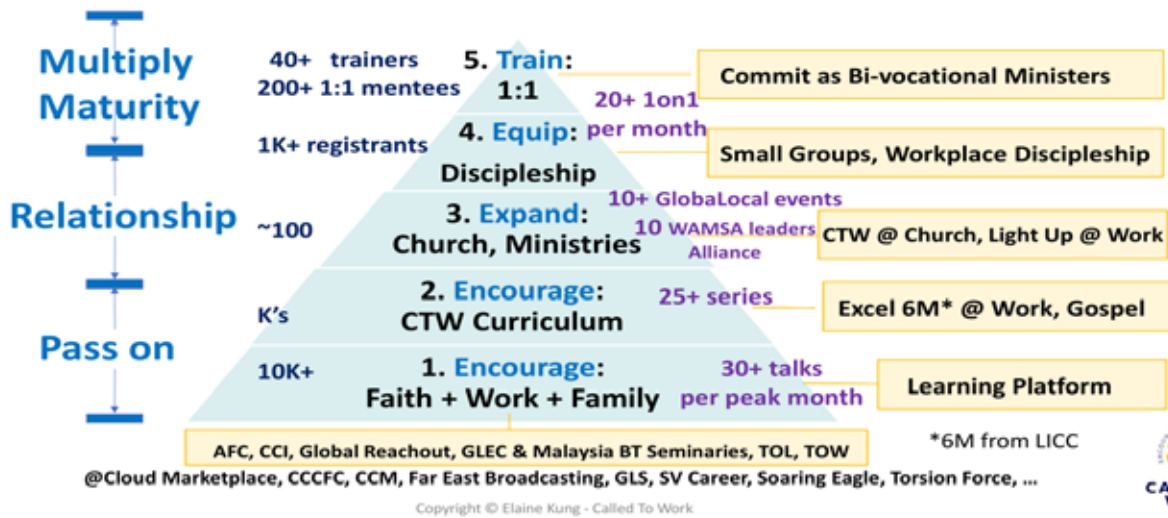 Multiply
Maturity
40+ trainers
200+ 1:1 mentees
5. Train:
1:1
20+ 1on1
per month
Commit as Bi-vocational Ministers
1K+ registrants
4. Equip:
Discipleship
Small Groups, Workplace Discipleship
Relationship
~100
3. Expand:
Church, Ministries
10+ GlobaLocal events
10 WAMSA leaders
Alliance
CTW @ Church, Light Up @ Work
Pass on
K's
2. Encourage:
CTW Curriculum
25+ series
Excel 6M* @ Work, Gospel
10K+
1. Encourage:
Faith + Work + Family
30+ talks
per peak month
Learning Platform
AFC, CCI, Global Reachout, GLEC & Malaysia BT Seminaries, TOL, TOW
*6M from LICC
@Cloud Marketplace, CCCFC, CCM, Far East Broadcasting, GLS, SV Career, Soaring Eagle, Torsion Force, ...
Copyright © Elaine Kung - Called To Work